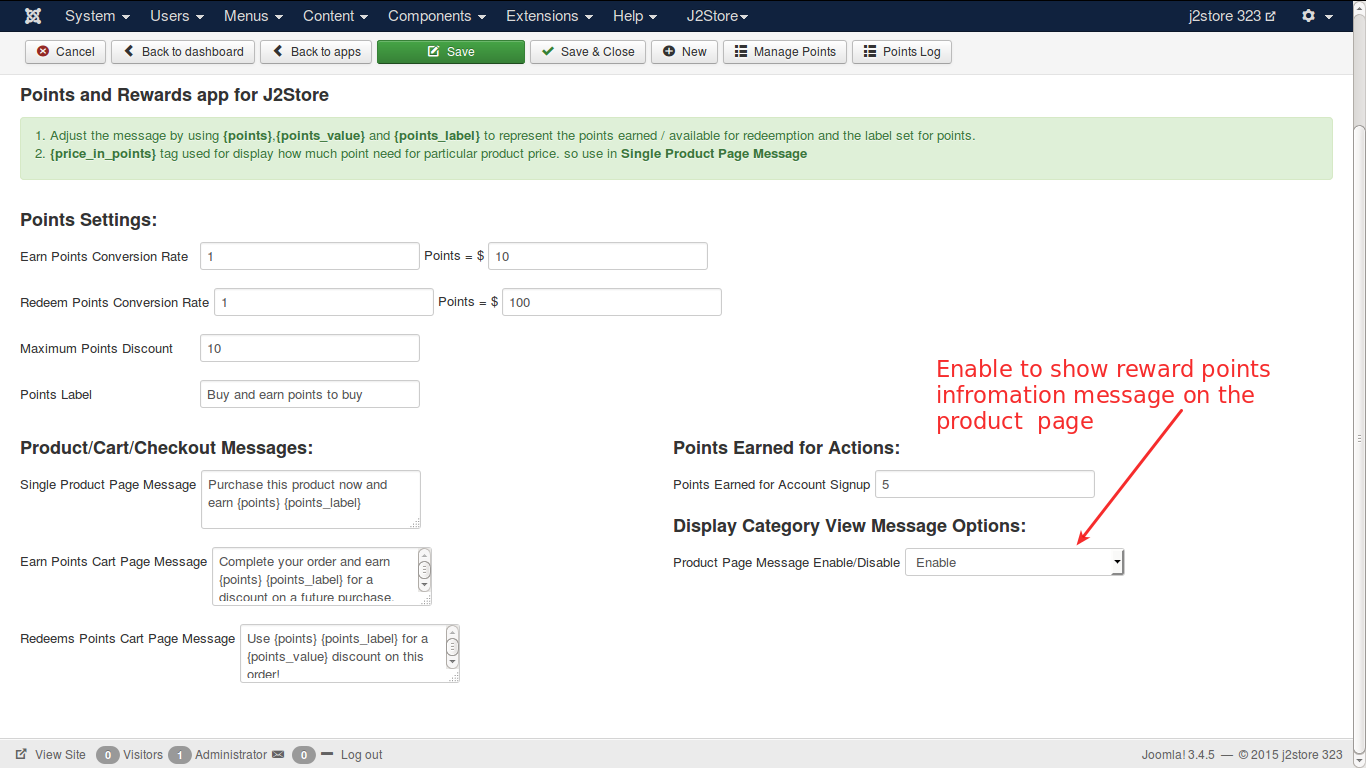 System Users Menus Content Components Extensions Help J2Store j2store 323
Cancel Back to dashboard Back to apps Save Save & Close New Manage Points Points Log
Points and Rewards app for J2Store
1. Adjust the message by using {points},{points_value} and {points_label} to represent the points earned / available for redeemption and the label set for points.
2. {price_in_points} tag used for display how much point need for particular product price. so use in Single Product Page Message
Points Settings:
Earn Points Conversion Rate 1 Points = $ 10
Redeem Points Conversion Rate 1 Points = $ 100
Maximum Points Discount 10
Points Label Buy and earn points to buy
Enable to show reward points
infromation message on the
product page
Product/Cart/Checkout Messages:
Single Product Page Message
Purchase this product now and
earn {points} {points_label}
Earn Points Cart Page Message
Complete your order and earn
{points} {points_label} for a
discount on a future purchase.
Redeems Points Cart Page Message
Use {points} {points_label} for a
{points_value} discount on this
order!
Points Earned for Actions:
Points Earned for Account Signup 5
Display Category View Message Options:
Product Page Message Enable/Disable Enable
View Site 0 Visitors 1 Administrator 0 Log out Joomla! 3.4.5 — © 2015 j2store 323